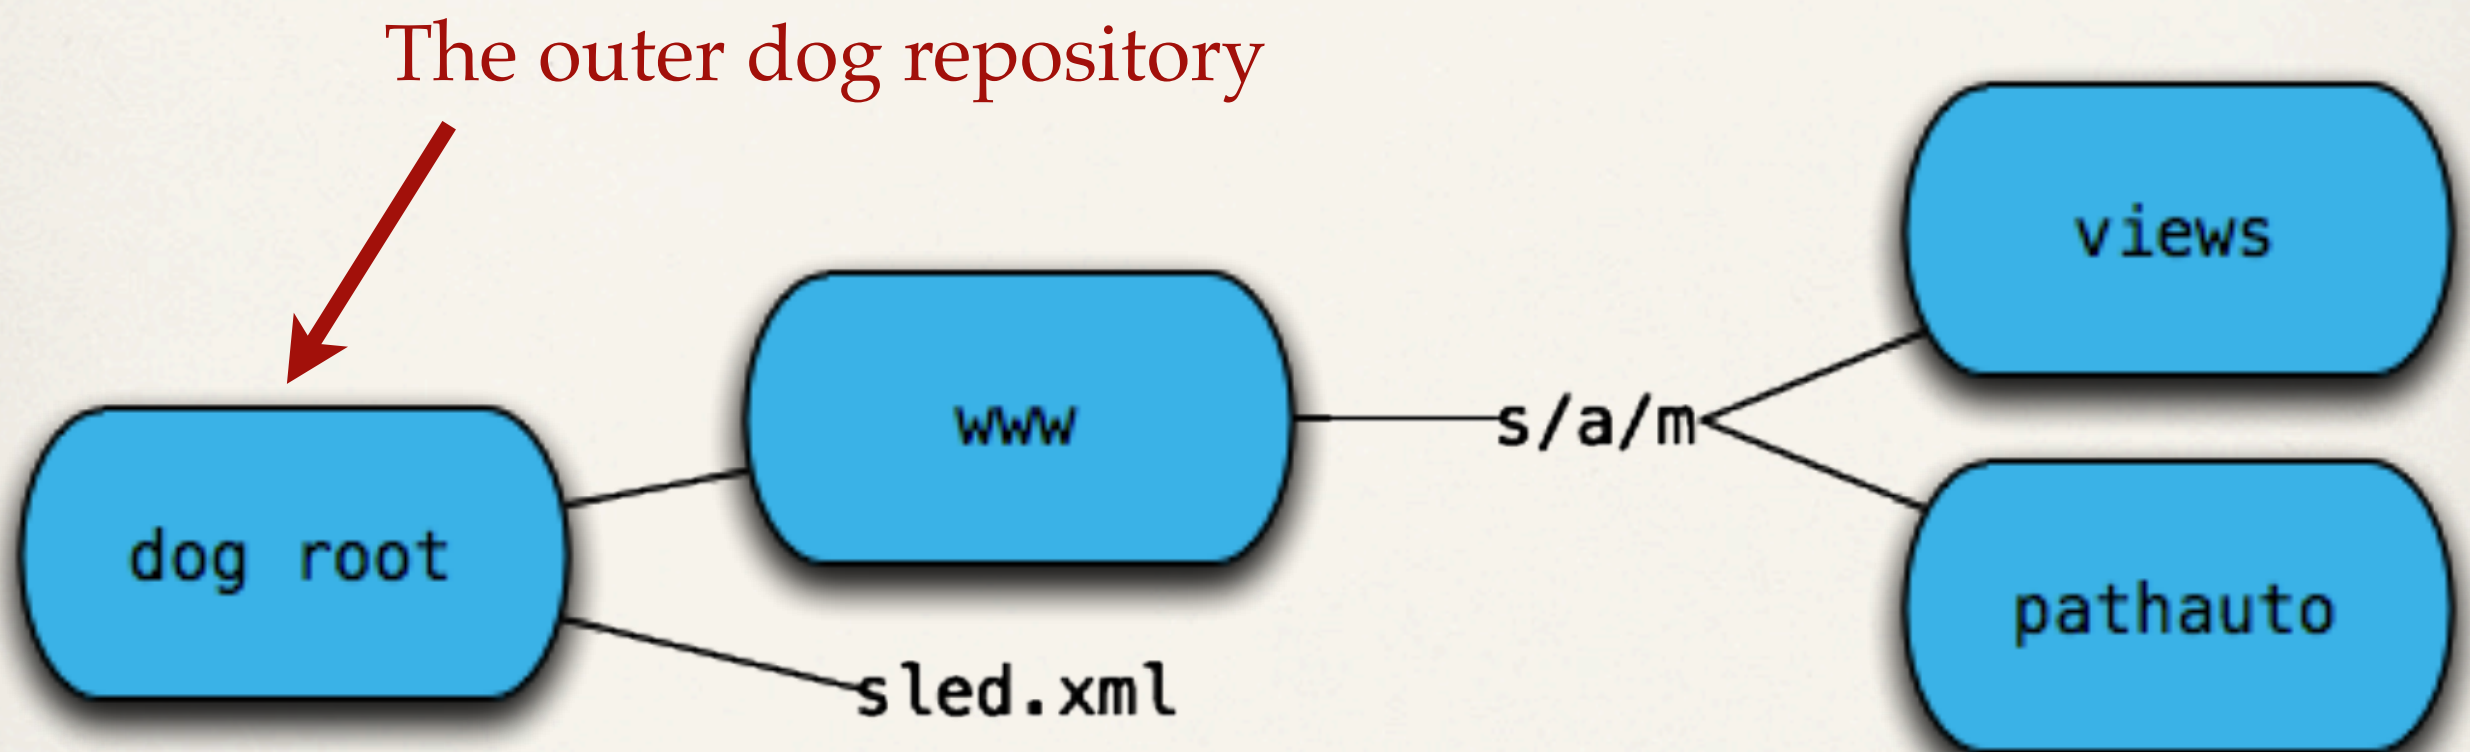 The outer dog repository
views
www
s/a/m
dog root
pathauto
sled.xml